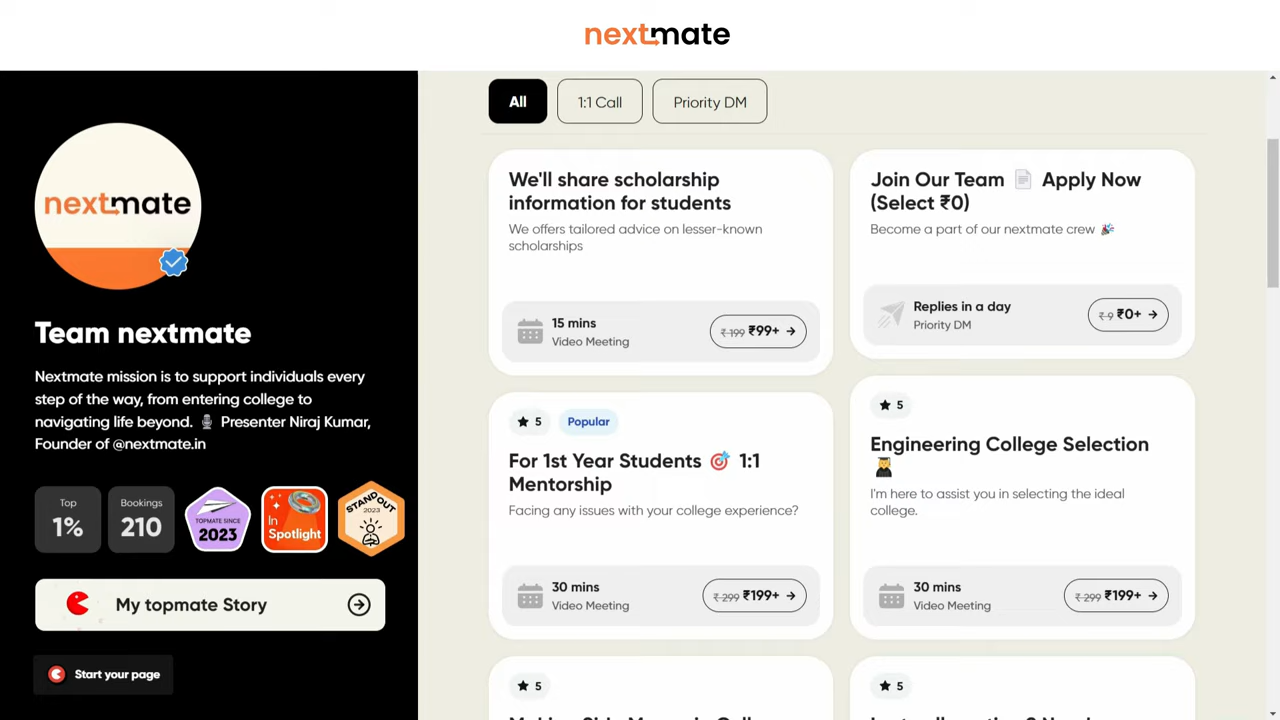 nextmate
nextmate
Team nextmate
Nextmate mission is to support individuals every
step of the way, from entering college to
navigating life beyond. 🎙️ Presenter Niraj Kumar,
Founder of @nextmate.in
Top
1%
Bookings
210
TOPMATE SINCE
2023
In
Spotlight
STAND OUT
2023
My topmate Story
Start your page
All
1:1 Call
Priority DM
We'll share scholarship
information for students
We offers tailored advice on lesser-known
scholarships
15 mins
Video Meeting
₹ 199 ₹99+ →
Join Our Team 📄 Apply Now
(Select ₹0)
Become a part of our nextmate crew 🎉
Replies in a day
Priority DM
₹ 9 ₹0+ →
★ 5
Popular
For 1st Year Students 🎯 1:1
Mentorship
Facing any issues with your college experience?
30 mins
Video Meeting
₹ 299 ₹199+ →
★ 5
Engineering College Selection
👨‍🎓
I'm here to assist you in selecting the ideal
college.
30 mins
Video Meeting
₹ 299 ₹199+ →
★ 5
★ 5